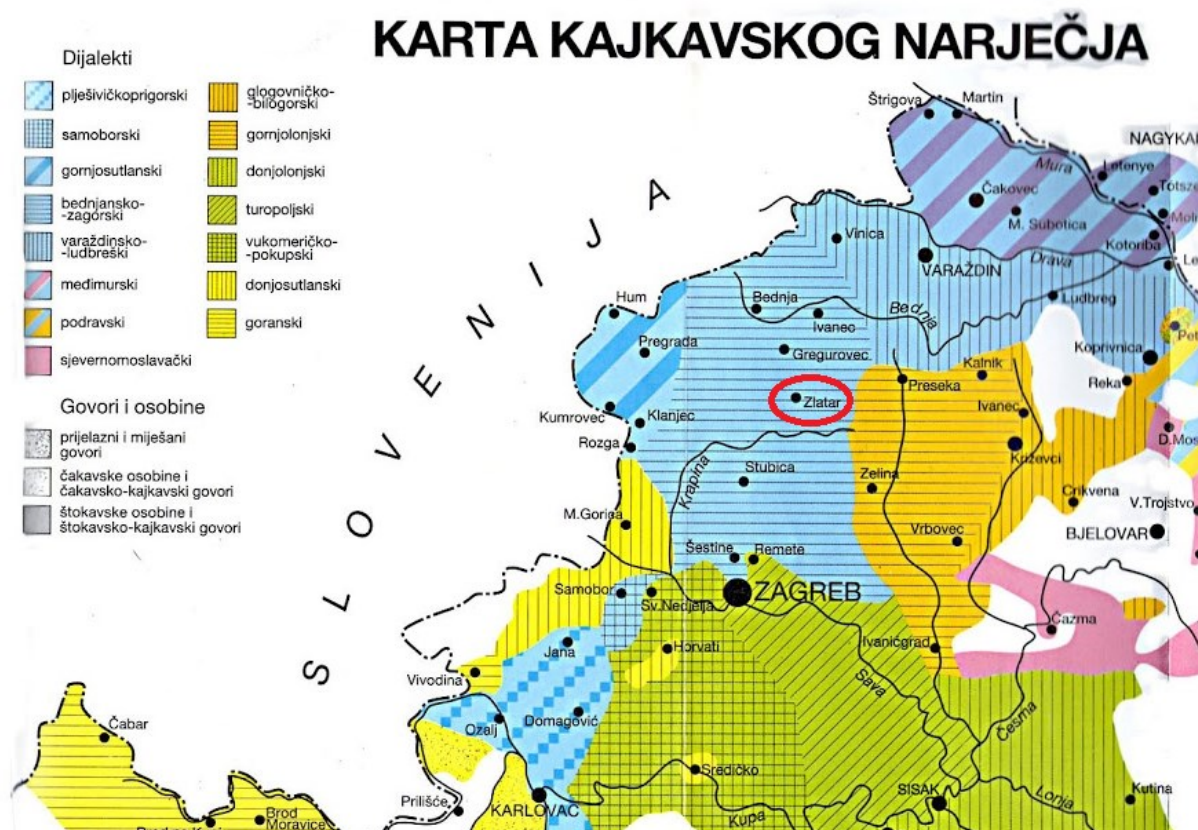 KARTA KAJKAVSKOG NARJEČJA
Dijalekti
plješivičkoprigorski
samoborski
gornjosutlanski
bednjansko-
-zagorski
varaždinsko-
-ludbreški
međimurski
podravski
sjevernomoslavački
glogovničko-
-bilogorski
gornjolonjski
donjolonjski
turopoljski
vukomeričko-
-pokupski
donjosutlanski
goranski
Govori i osobine
prijelazni i miješani
govori
čakavske osobine i
čakavsko-kajkavski govori
štokavske osobine i
štokavsko-kajkavski govori
SLOVENIJA
Štrigova
Martin
Mura
Letenye
Čakovec
M. Subotica
Kotoriba
Vinica
VARAŽDIN
Drava
Ludbreg
Hum
Bednja
Ivanec
Bednja
Pregrada
Gregurovec
Koprivnica
Kalnik
Preseka
Reka
Zlatar
Ivanec
Kumrovec
Klanjec
Rozga
Križevci
Krapina
Stubica
Zelina
Crikvena
V.Trojstvo
M.Gorica
Vrbovec
BJELOVAR
Šestine
Remete
Samobor
Sv.Nedjelja
ZAGREB
Čazma
Jana
Horvati
Ivanićgrad
Vivodina
Sava
Česma
Čabar
Ozalj
Domagović
Sredičko
SISAK
Lonja
Kutina
Prilišće
KARLOVAC
Kupa
Brod
Moravice